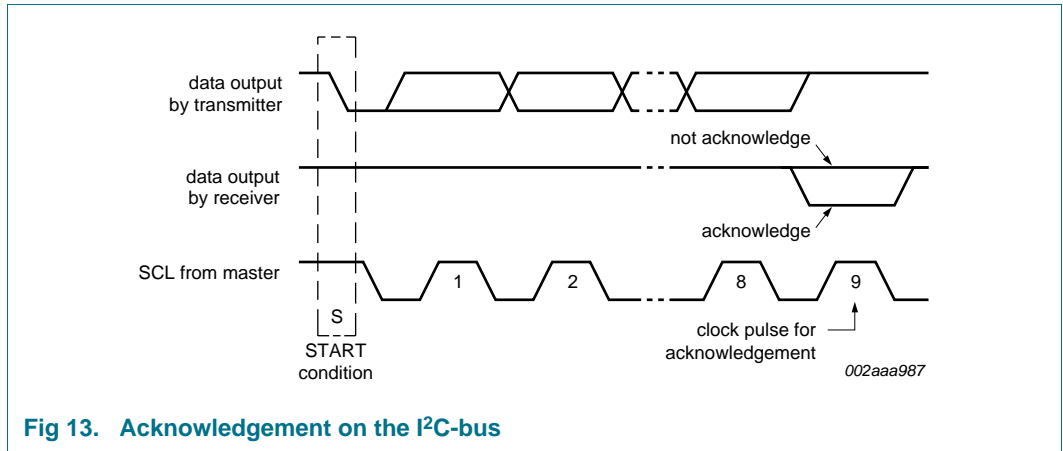 data output
by transmitter
not acknowledge
data output
by receiver
acknowledge
SCL from master
1
2
8
9
S
START
condition
clock pulse for
acknowledgement
002aaa987
Fig 13. Acknowledgement on the I²C-bus